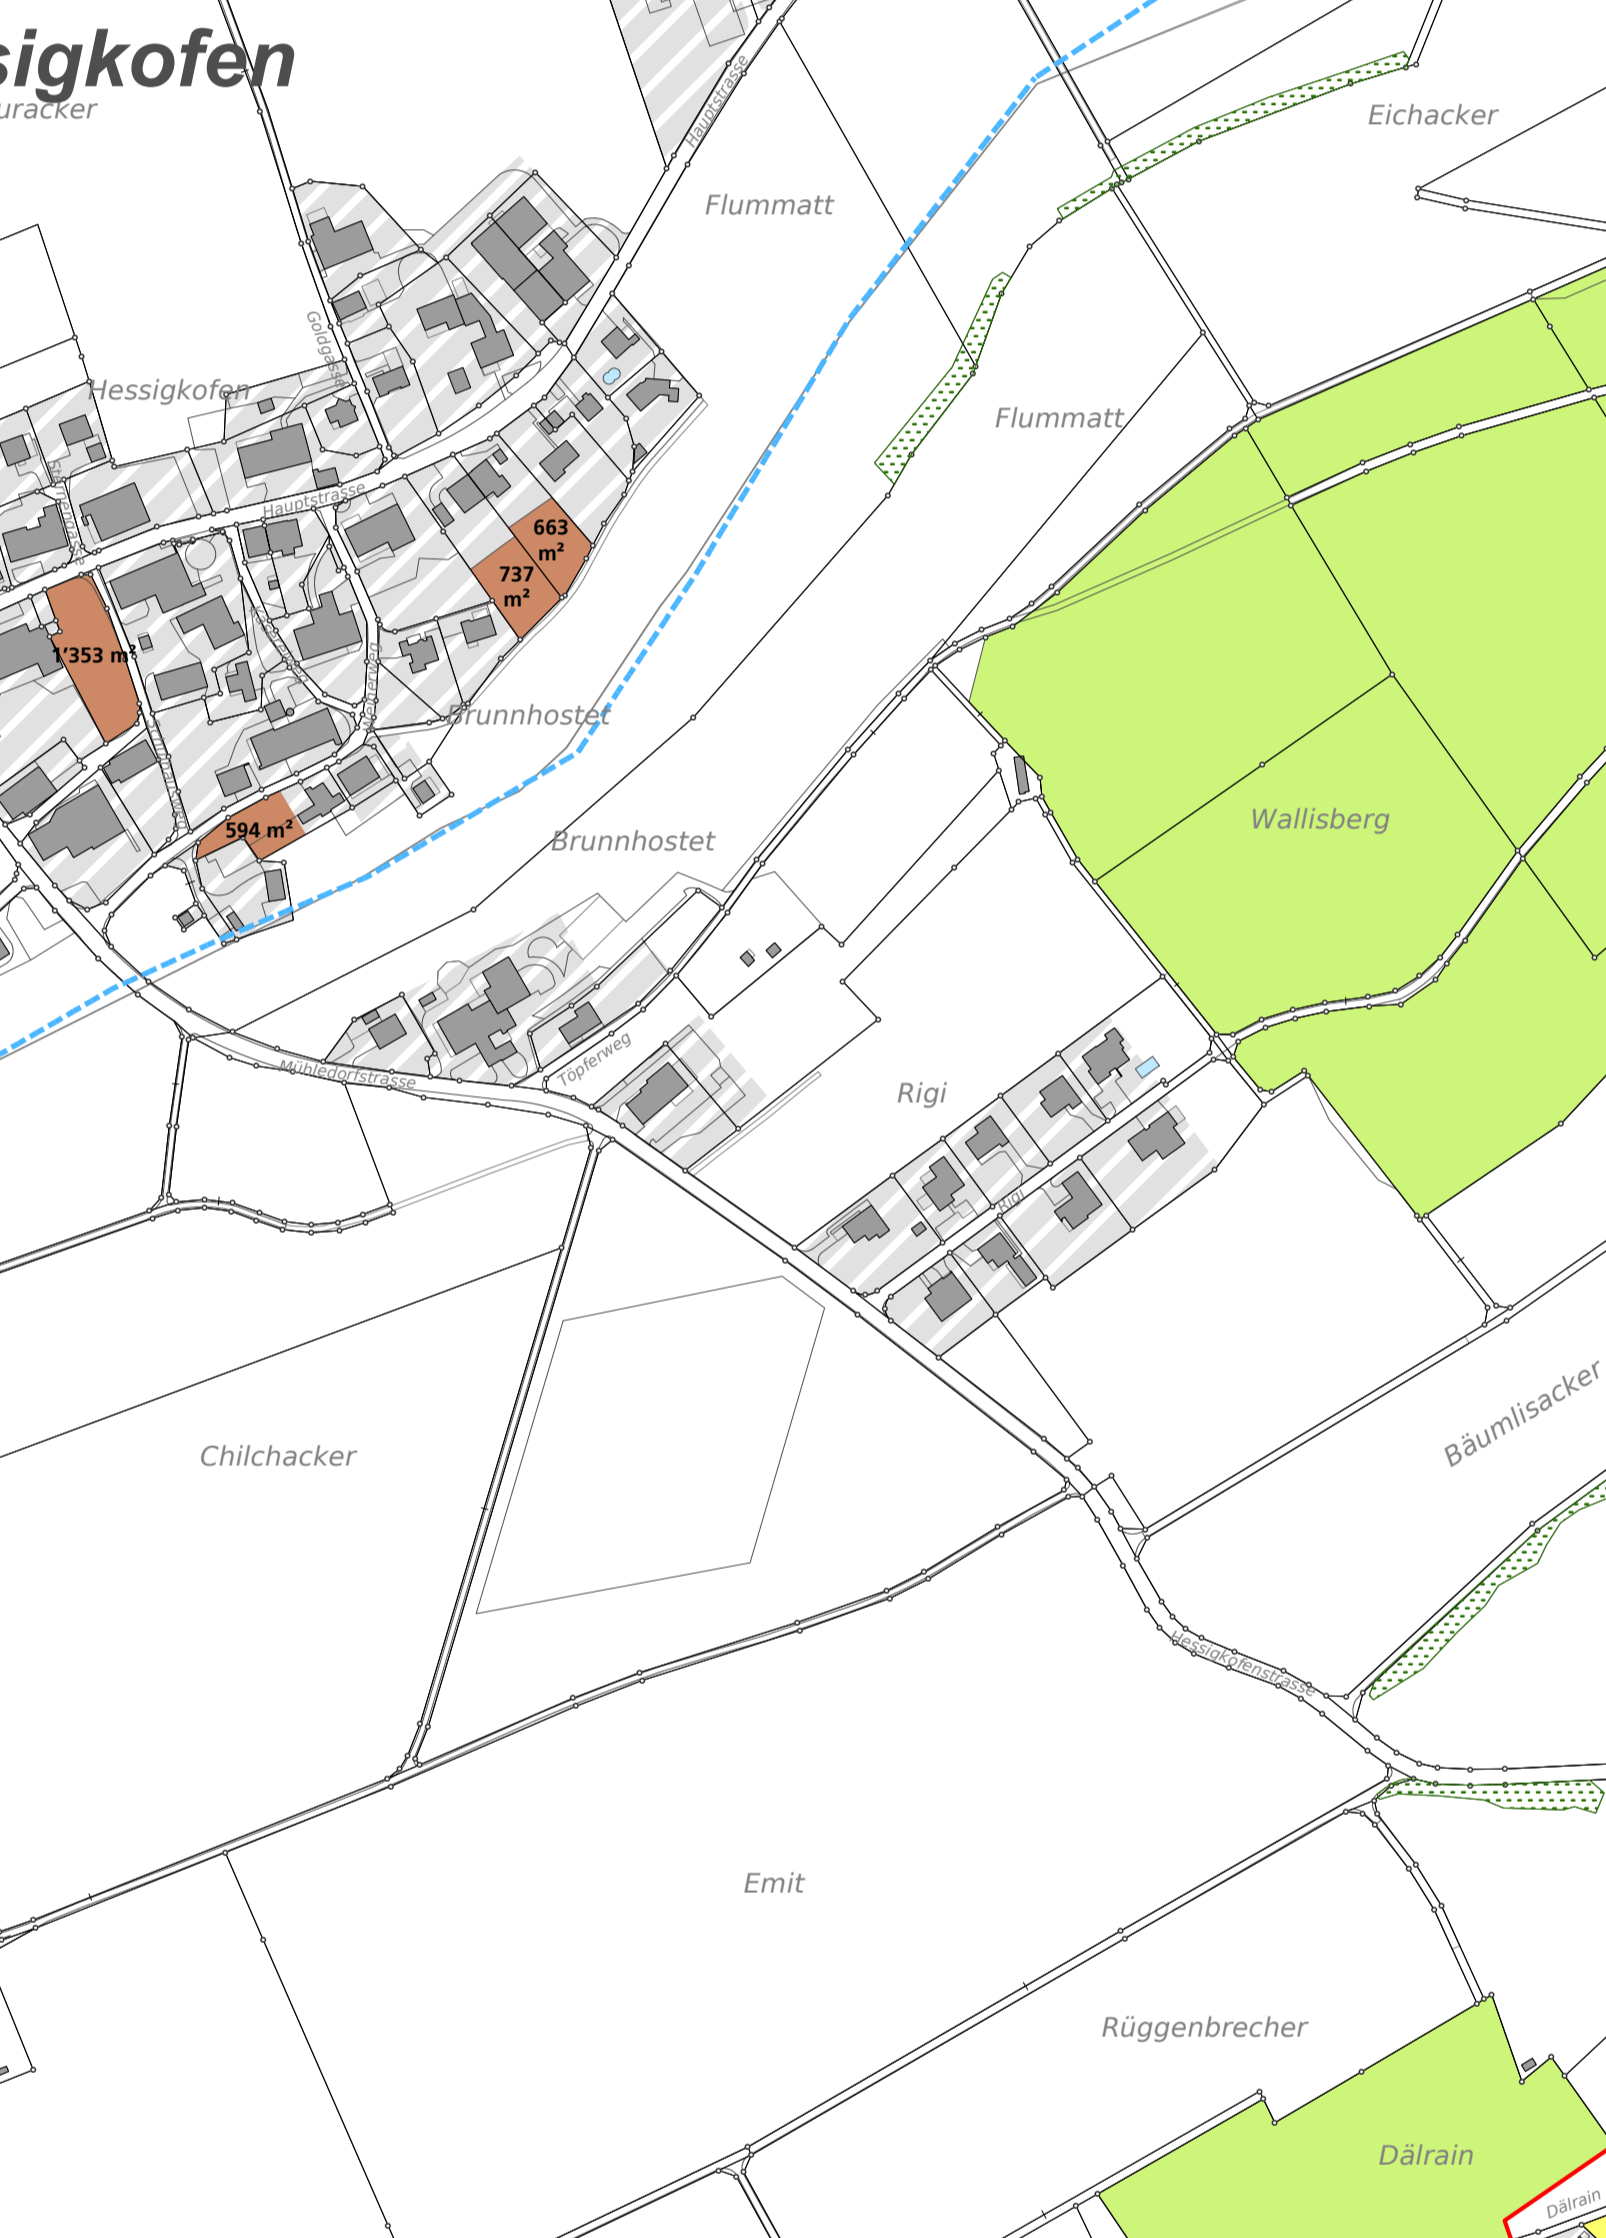 sigkofen
uracker
Hauptstrasse
Eichacker
Flummatt
Goldgasse
Hessigkofen
Flummatt
Sternengasse
Hauptstrasse
663
m²
737
m²
1'353 m²
Brunnhostet
594 m²
Brunnhostet
Wallisberg
Töpferweg
Mühledorfstrasse
Rigi
Rigi
Bäumlisacker
Chilchacker
Hessigkofenstrasse
Emit
Rüggenbrecher
Dälrain
Dälrain